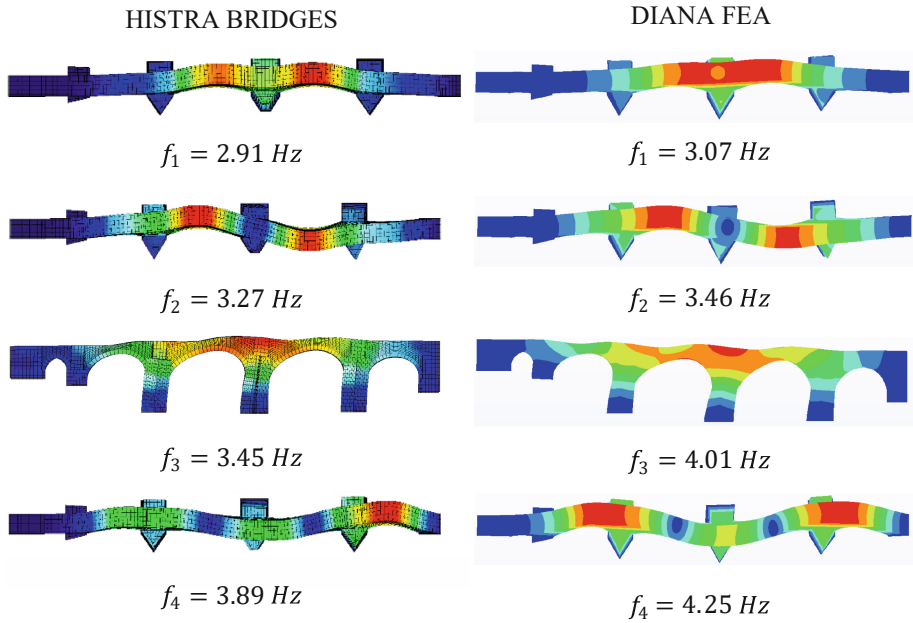 HISTRA BRIDGES
DIANA FEA
f₁ = 2.91 Hz
f₁ = 3.07 Hz
f₂ = 3.27 Hz
f₂ = 3.46 Hz
f₃ = 3.45 Hz
f₃ = 4.01 Hz
f₄ = 3.89 Hz
f₄ = 4.25 Hz